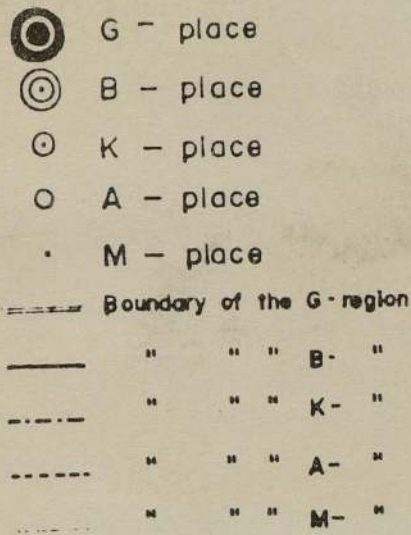 G - place
B - place
K - place
A - place
M - place
Boundary of the G-region
" " " B- "
" " " K- "
" " " A- "
" " " M- "